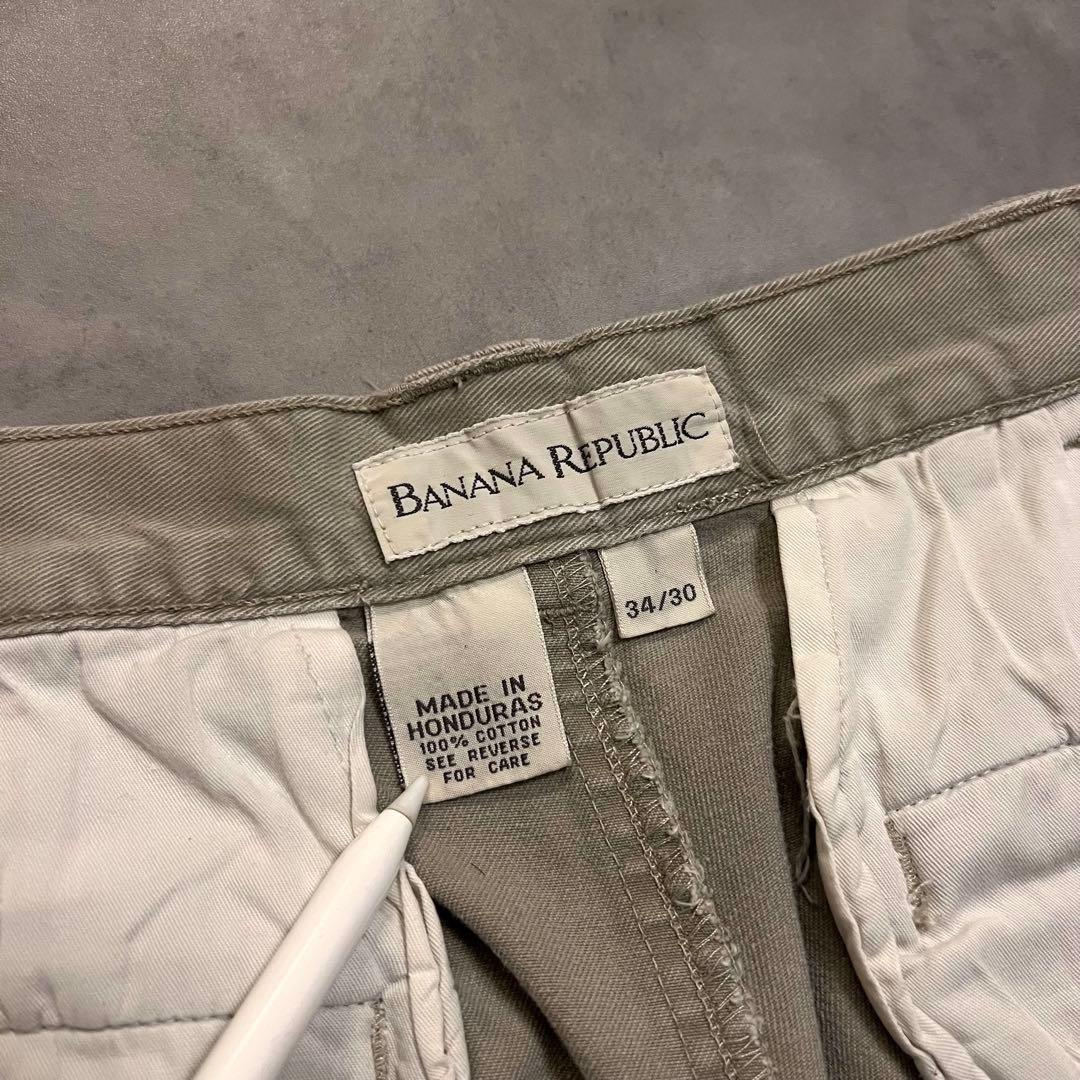 BANANA REPUBLIC
34/30
MADE IN
HONDURAS
100% COTTON
SEE REVERSE
FOR CARE